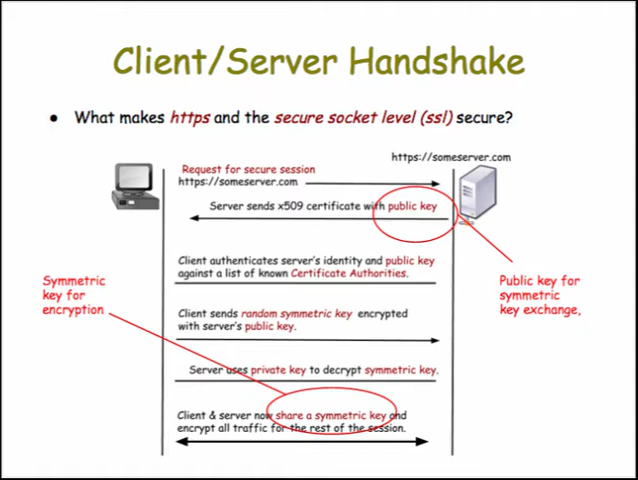 Client/Server Handshake
• What makes https and the secure socket level (ssl) secure?
https://someserver.com
Request for secure session
https://someserver.com
Server sends x509 certificate with public key
Client authenticates server's identity and public key
against a list of known Certificate Authorities.
Symmetric
key for
encryption
Public key for
symmetric
key exchange,
Client sends random symmetric key encrypted
with server's public key.
Server uses private key to decrypt symmetric key.
Client & server now share a symmetric key and
encrypt all traffic for the rest of the session.